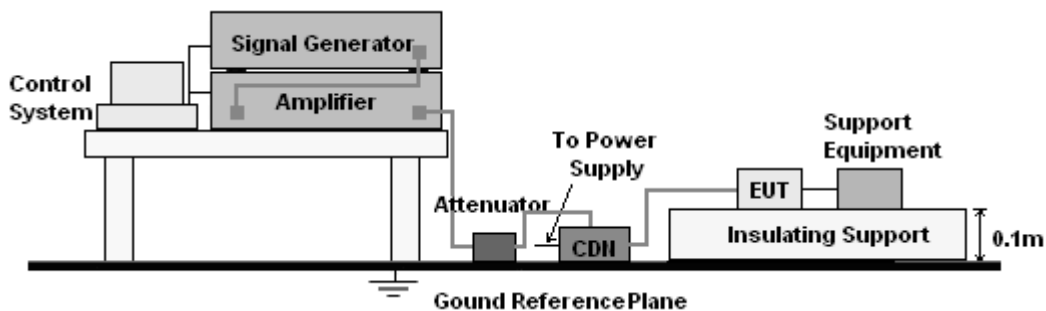 Signal Generator
Control
System
Amplifier
To Power
Supply
Support
Equipment
Attenuator
EUT
CDN
Insulating Support
0.1m
Gound Reference Plane